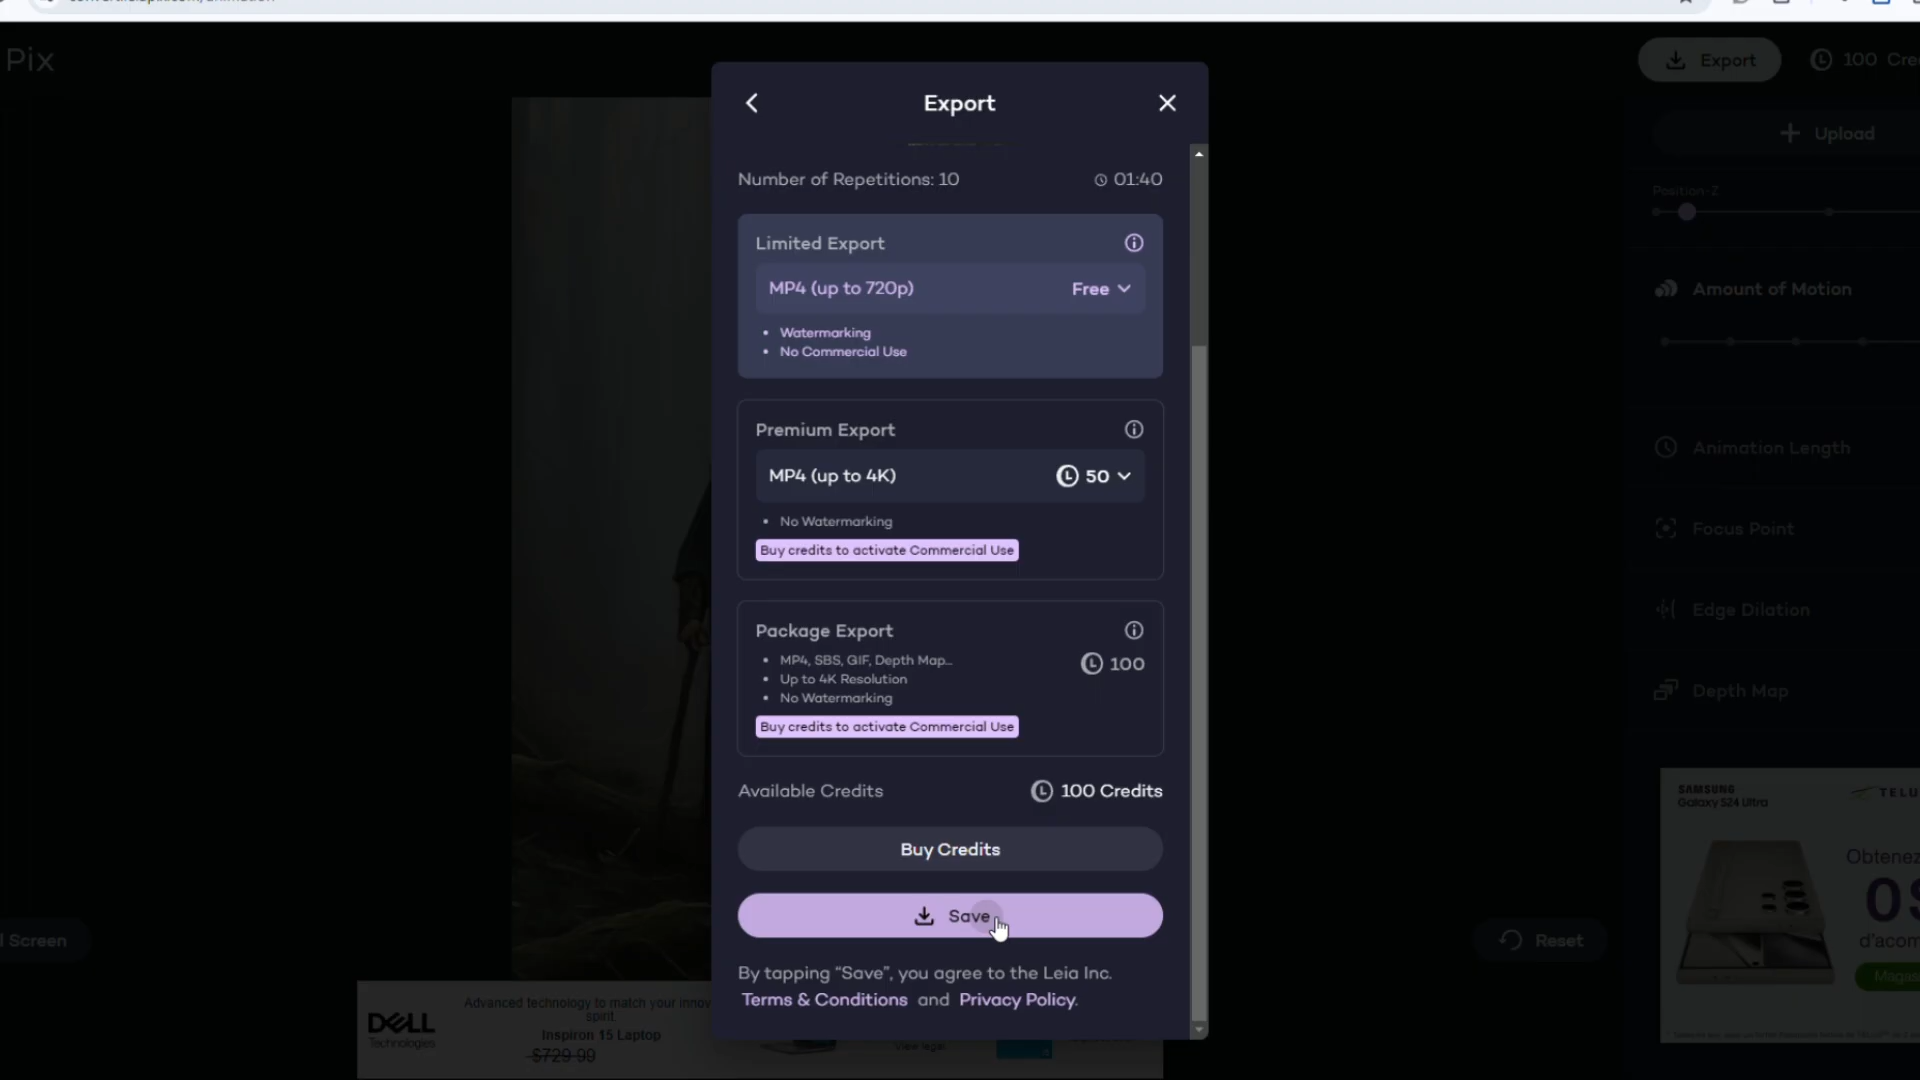 Pix
Export
100 Cre
Upload
Position-Z
Amount of Motion
Animation Length
Focus Point
Edge Dilation
Depth Map
Export
Number of Repetitions: 10
01:40
Limited Export
MP4 (up to 720p)
Free
• Watermarking
• No Commercial Use
Premium Export
MP4 (up to 4K)
50
• No Watermarking
Buy credits to activate Commercial Use
Package Export
• MP4, SBS, GIF, Depth Map...
100
• Up to 4K Resolution
• No Watermarking
Buy credits to activate Commercial Use
Available Credits
100 Credits
Buy Credits
Save
By tapping “Save”, you agree to the Leia Inc.
Terms & Conditions and Privacy Policy.
l Screen
Reset
SAMSUNG
Galaxy S24 Ultra
TELU
Obtenez
0$
d'acom
Magas
DELL
Technologies
Advanced technology to match your innov
spirit.
Inspiron 15 Laptop
$729.99
View legal